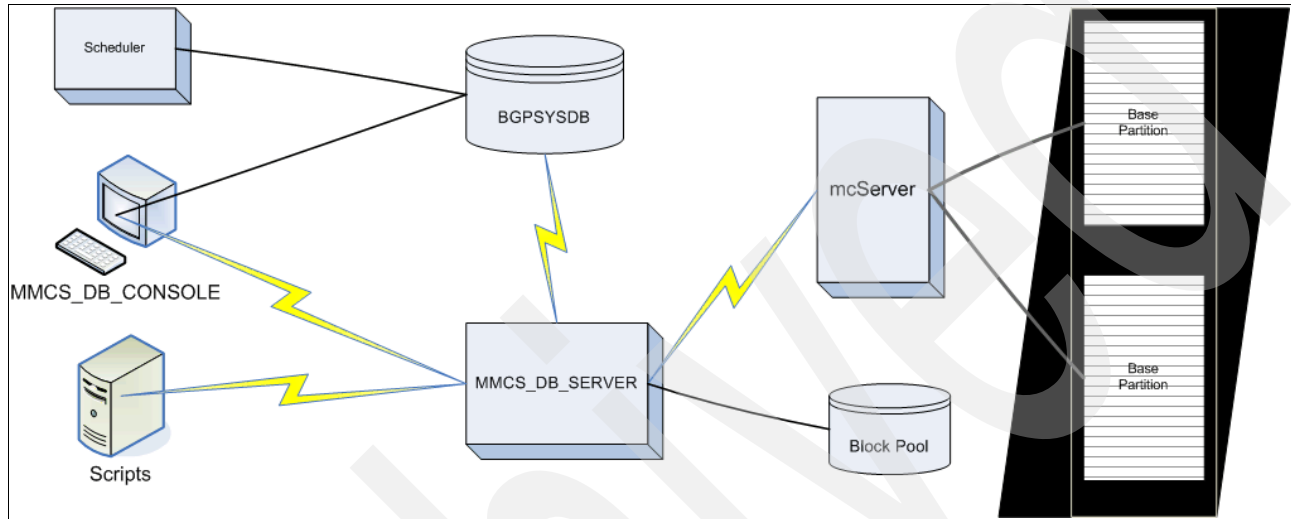 Scheduler
BGPSYSDB
Base
Partition
mcServer
MMCS_DB_CONSOLE
MMCS_DB_SERVER
Base
Partition
Block Pool
Scripts